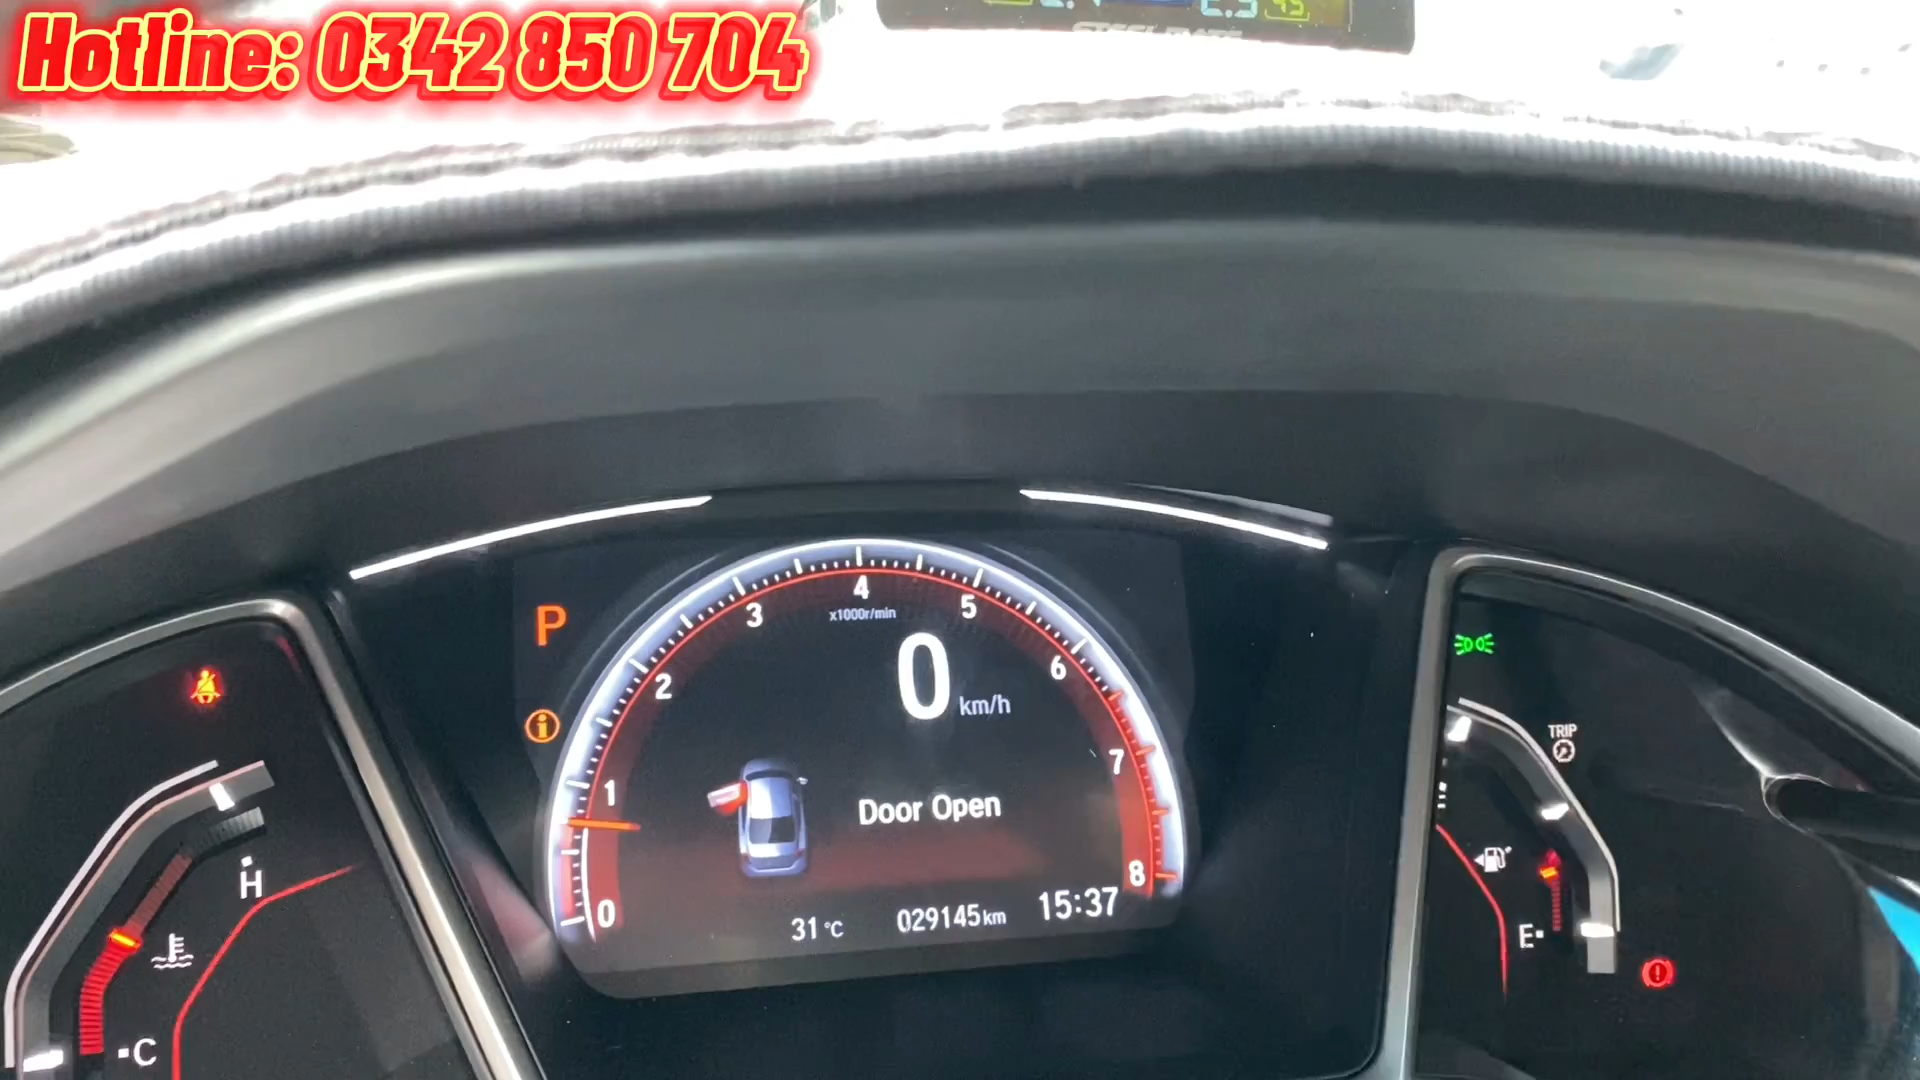 Hotline: 0342 850 704
STEELMATE
P
0 1 2 3 4 5 6 7 8
x1000r/min
0 km/h
Door Open
31°C 029145km 15:37
H
C
TRIP
E